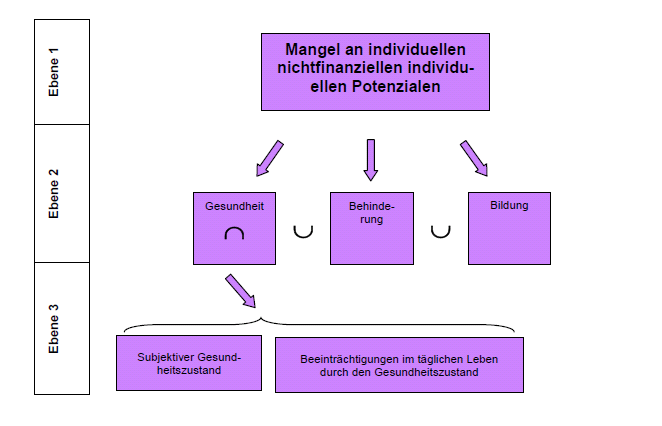 Ebene 1
Mangel an individuellen
nichtfinanziellen individu-
ellen Potenzialen
Ebene 2
Gesundheit
∩
∪
Behinde-
rung
∪
Bildung
Ebene 3
Subjektiver Gesund-
heitszustand
Beeinträchtigungen im täglichen Leben
durch den Gesundheitszustand